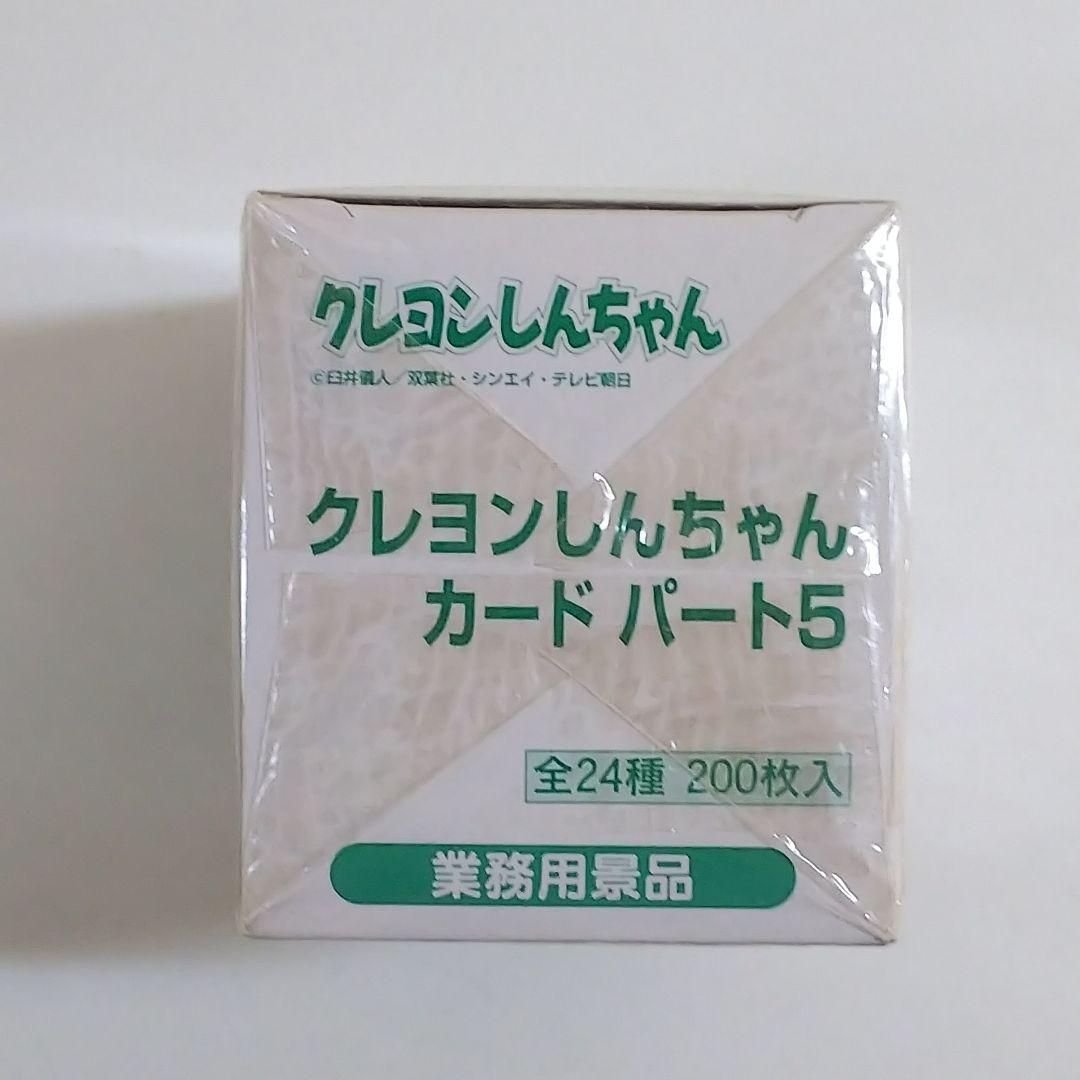 クレヨンしんちゃん
©臼井儀人／双葉社・シンエイ・テレビ朝日
クレヨンしんちゃん
カード パート5
全24種 200枚入
業務用景品